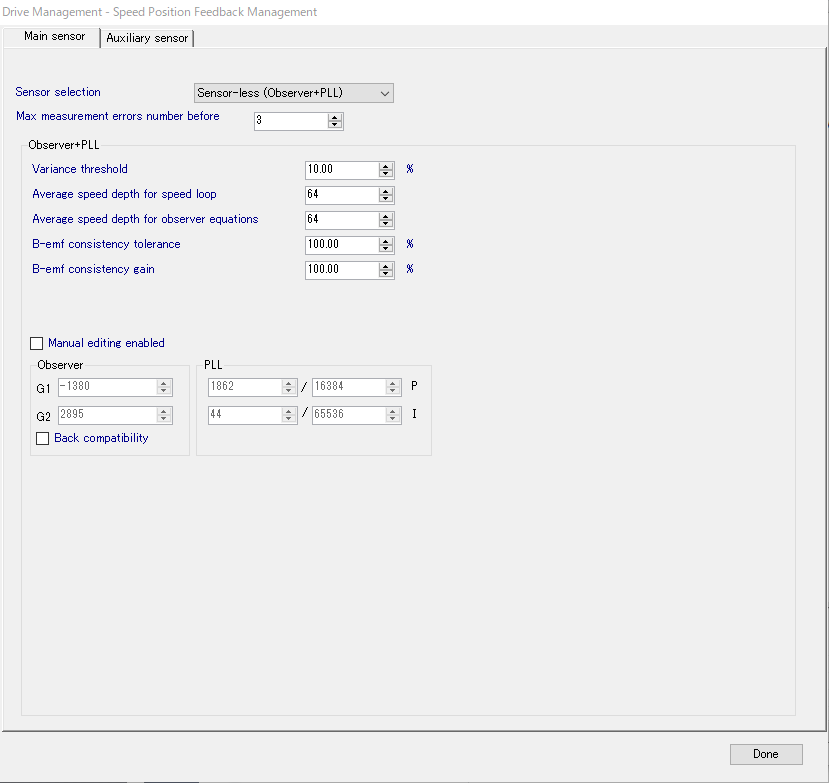 Drive Management - Speed Position Feedback Management
Main sensor
Auxiliary sensor
Sensor selection
Sensor-less (Observer+PLL)
Max measurement errors number before
3
Observer+PLL
Variance threshold
10.00
%
Average speed depth for speed loop
64
Average speed depth for observer equations
64
B-emf consistency tolerance
100.00
%
B-emf consistency gain
100.00
%
Manual editing enabled
Observer
G1
-1380
G2
2895
Back compatibility
PLL
1862
/
16384
P
44
/
65536
I
Done